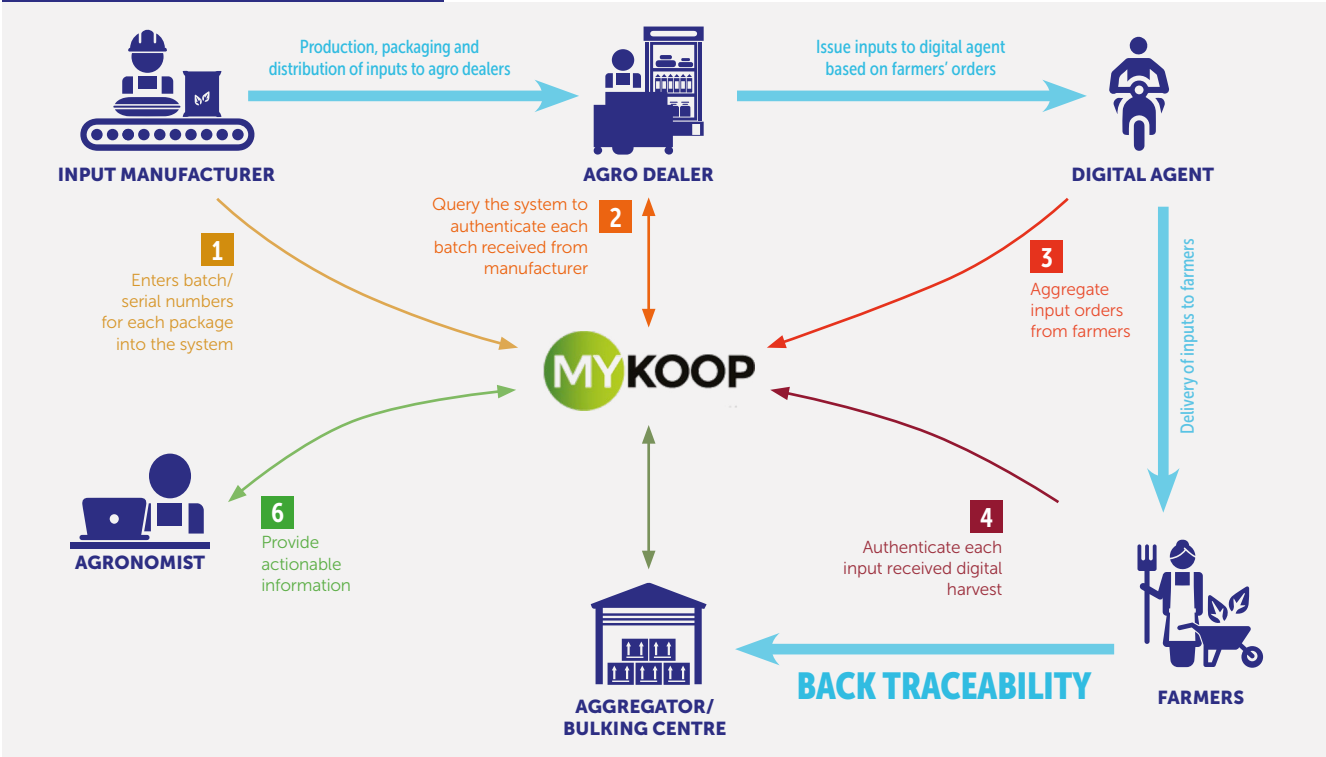 Production, packaging and
distribution of inputs to agro dealers
Issue inputs to digital agent
based on farmers' orders
INPUT MANUFACTURER
AGRO DEALER
DIGITAL AGENT
1
Enters batch/
serial numbers
for each package
into the system
Query the system to
authenticate each
batch received from
manufacturer
2
3
Aggregate
input orders
from farmers
Delivery of inputs to farmers
MYKOOP
AGRONOMIST
6
Provide
actionable
information
4
Authenticate each
input received digital
harvest
AGGREGATOR/
BULKING CENTRE
BACK TRACEABILITY
FARMERS